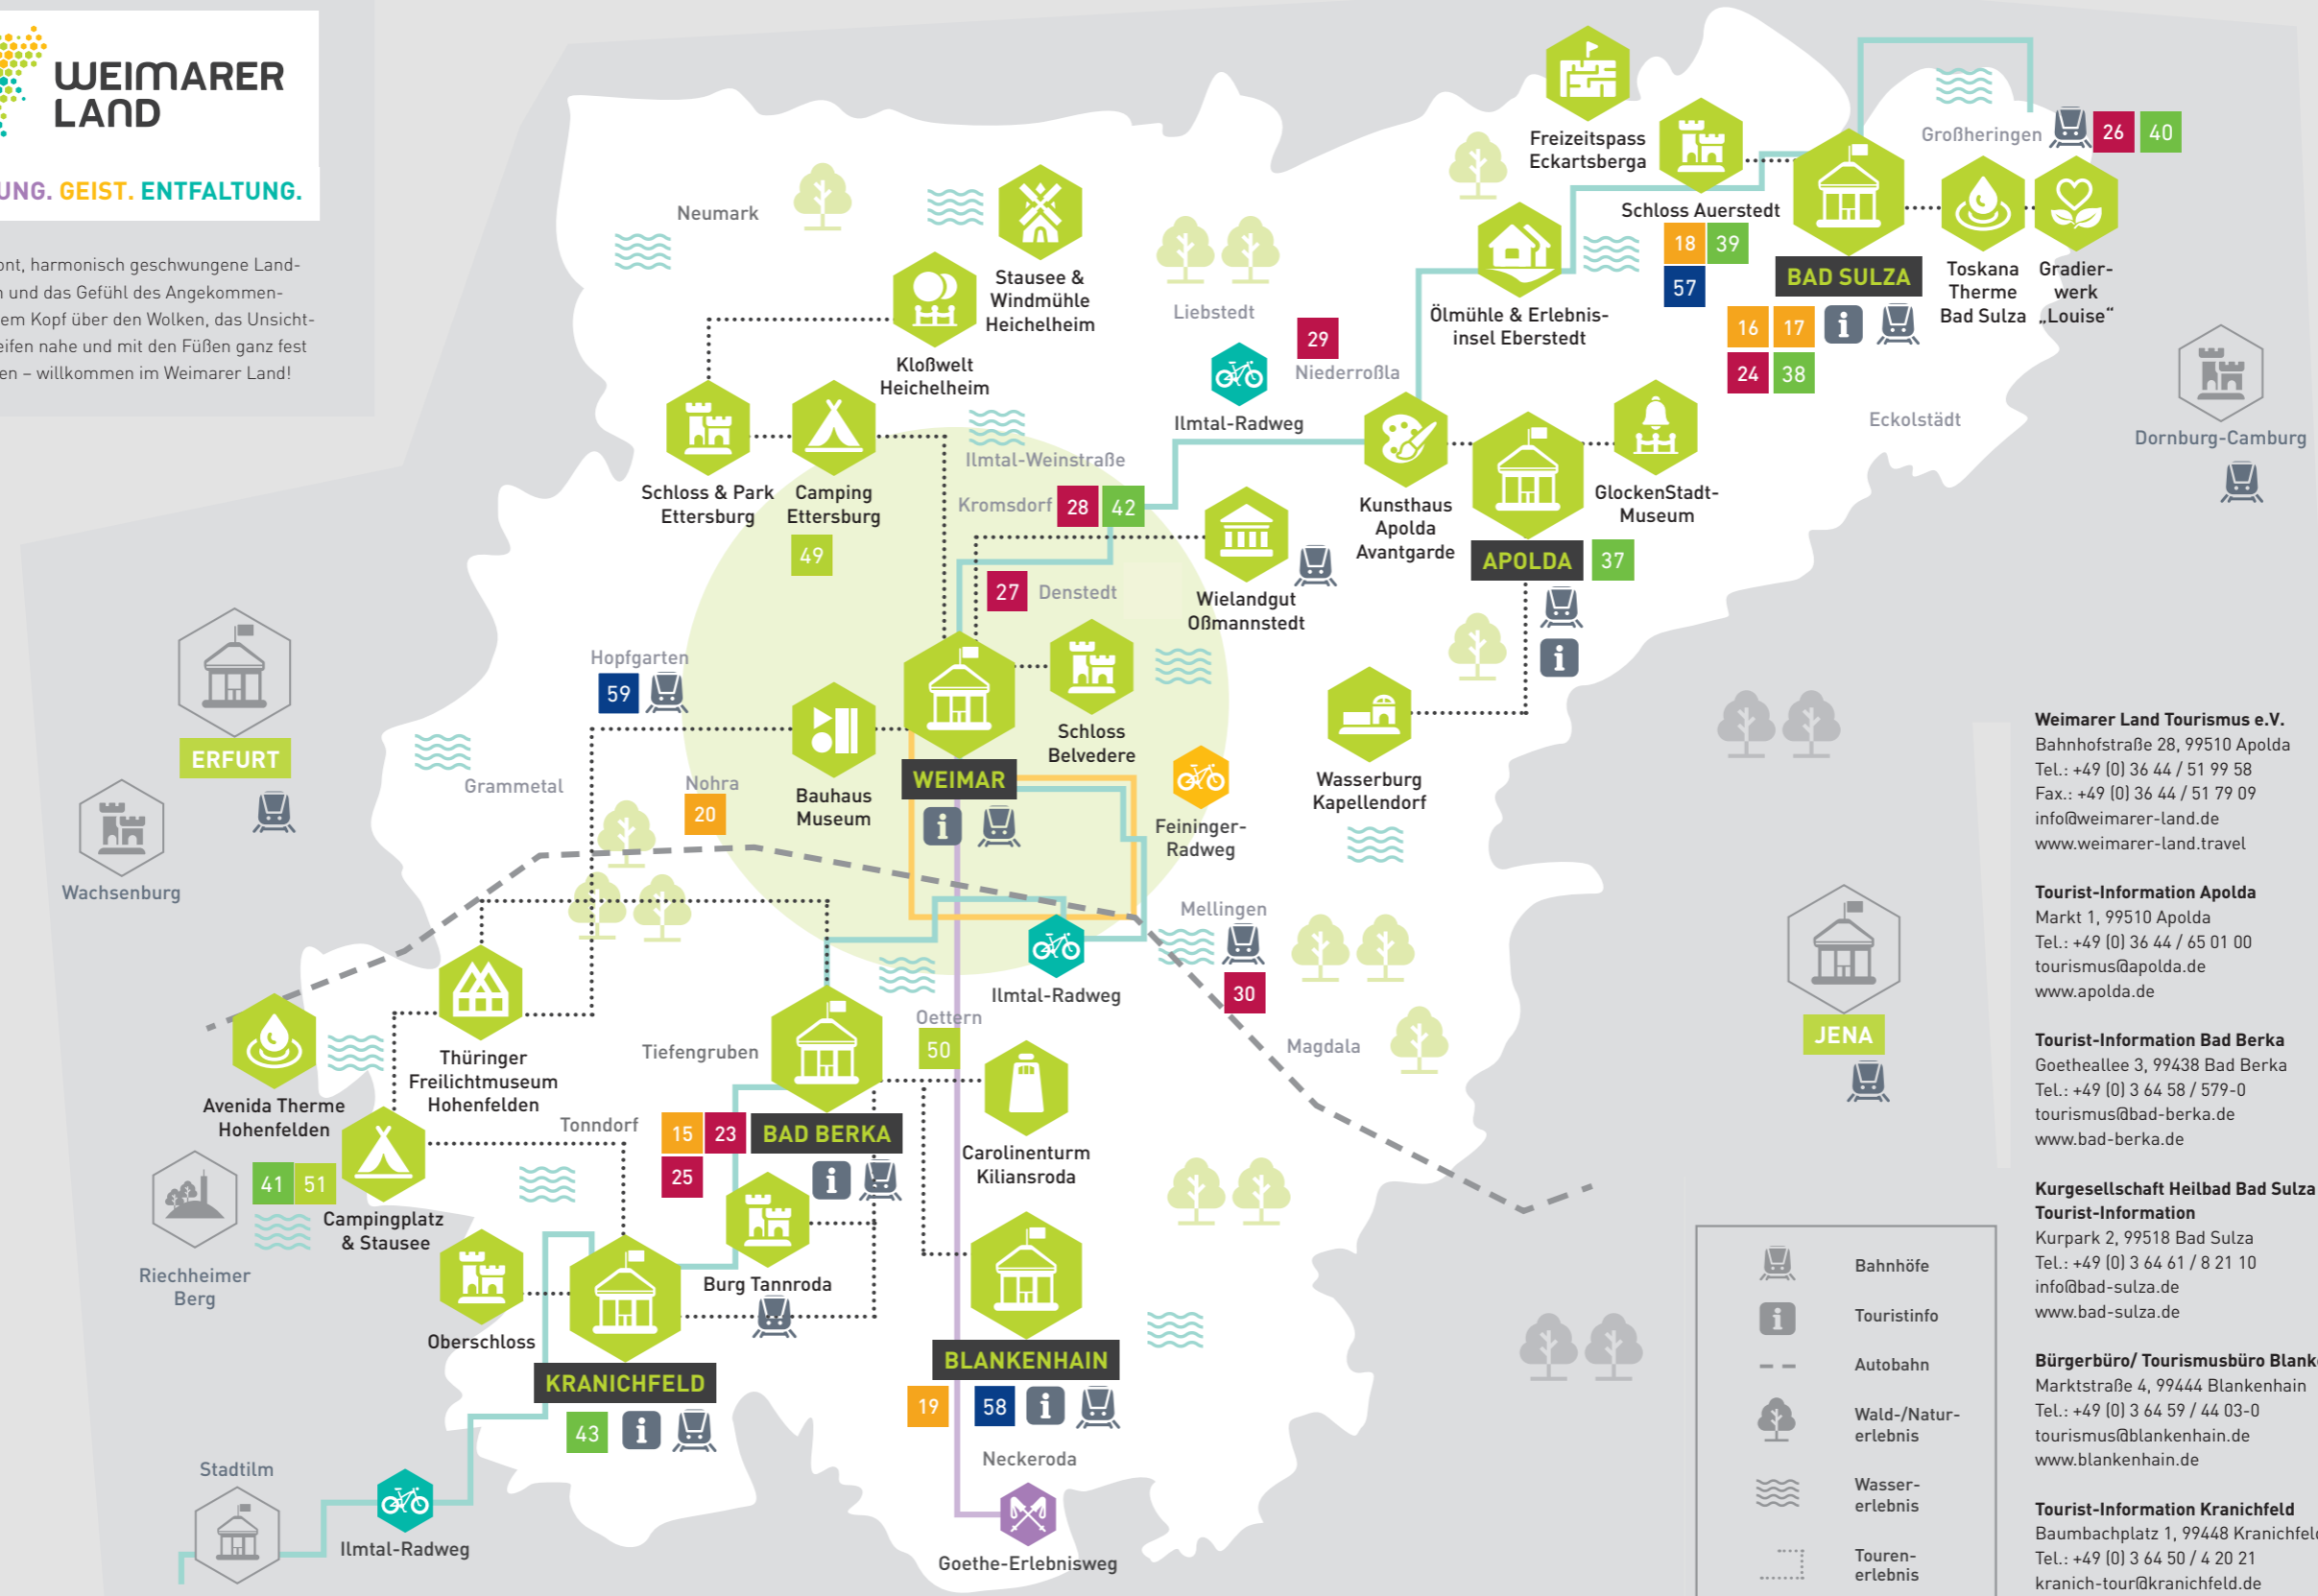 WEIMARER
LAND
UNG. GEIST. ENTFALTUNG.
ont, harmonisch geschwungene Land-
n und das Gefühl des Angekommen-
em Kopf über den Wolken, das Unsicht-
eifen nahe und mit den Füßen ganz fest
en – willkommen im Weimarer Land!
Neumark
Stausee &
Windmühle
Heichelheim
Kloßwelt
Heichelheim
Liebstedt
Freizeitspass
Eckartsberga
Schloss Auerstedt
18 39
57
Großheringen 26 40
BAD SULZA
16 17 i
24 38
Toskana
Therme
Bad Sulza
Gradier-
werk
„Louise“
Ölmühle & Erlebnis-
insel Eberstedt
29
Niederroßla
Ilmtal-Radweg
Eckolstädt
Dornburg-Camburg
Schloss & Park
Ettersburg
Camping
Ettersburg
49
Ilmtal-Weinstraße
Kromsdorf 28 42
27 Denstedt
Wielandgut
Oßmannstedt
Kunsthaus
Apolda
Avantgarde
GlockenStadt-
Museum
APOLDA 37
i
Hopfgarten
59
ERFURT
Wachsenburg
Grammetal
Nohra
20
Bauhaus
Museum
WEIMAR
i
Schloss
Belvedere
Feininger-
Radweg
Wasserburg
Kapellendorf
Mellingen
30
Magdala
Ilmtal-Radweg
JENA
Avenida Therme
Hohenfelden
Thüringer
Freilichtmuseum
Hohenfelden
Tiefengruben
Oettern
50
Tonndorf
15 23 BAD BERKA
25 i
Carolinenturm
Kiliansroda
41 51
Campingplatz
& Stausee
Riechheimer
Berg
Burg Tannroda
Oberschloss
KRANICHFELD
43 i
BLANKENHAIN
19 58 i
Neckeroda
Stadtilm
Ilmtal-Radweg
Goethe-Erlebnisweg
Bahnhöfe
i Touristinfo
Autobahn
Wald-/Natur-
erlebnis
Wasser-
erlebnis
Touren-
erlebnis
Weimarer Land Tourismus e.V.
Bahnhofstraße 28, 99510 Apolda
Tel.: +49 (0) 36 44 / 51 99 58
Fax.: +49 (0) 36 44 / 51 79 09
info@weimarer-land.de
www.weimarer-land.travel
Tourist-Information Apolda
Markt 1, 99510 Apolda
Tel.: +49 (0) 36 44 / 65 01 00
tourismus@apolda.de
www.apolda.de
Tourist-Information Bad Berka
Goetheallee 3, 99438 Bad Berka
Tel.: +49 (0) 3 64 58 / 579-0
tourismus@bad-berka.de
www.bad-berka.de
Kurgesellschaft Heilbad Bad Sulza
Tourist-Information
Kurpark 2, 99518 Bad Sulza
Tel.: +49 (0) 3 64 61 / 8 21 10
info@bad-sulza.de
www.bad-sulza.de
Bürgerbüro/ Tourismusbüro Blank
Marktstraße 4, 99444 Blankenhain
Tel.: +49 (0) 3 64 59 / 44 03-0
tourismus@blankenhain.de
www.blankenhain.de
Tourist-Information Kranichfeld
Baumbachplatz 1, 99448 Kranichfeld
Tel.: +49 (0) 3 64 50 / 4 20 21
kranich-tour@kranichfeld.de